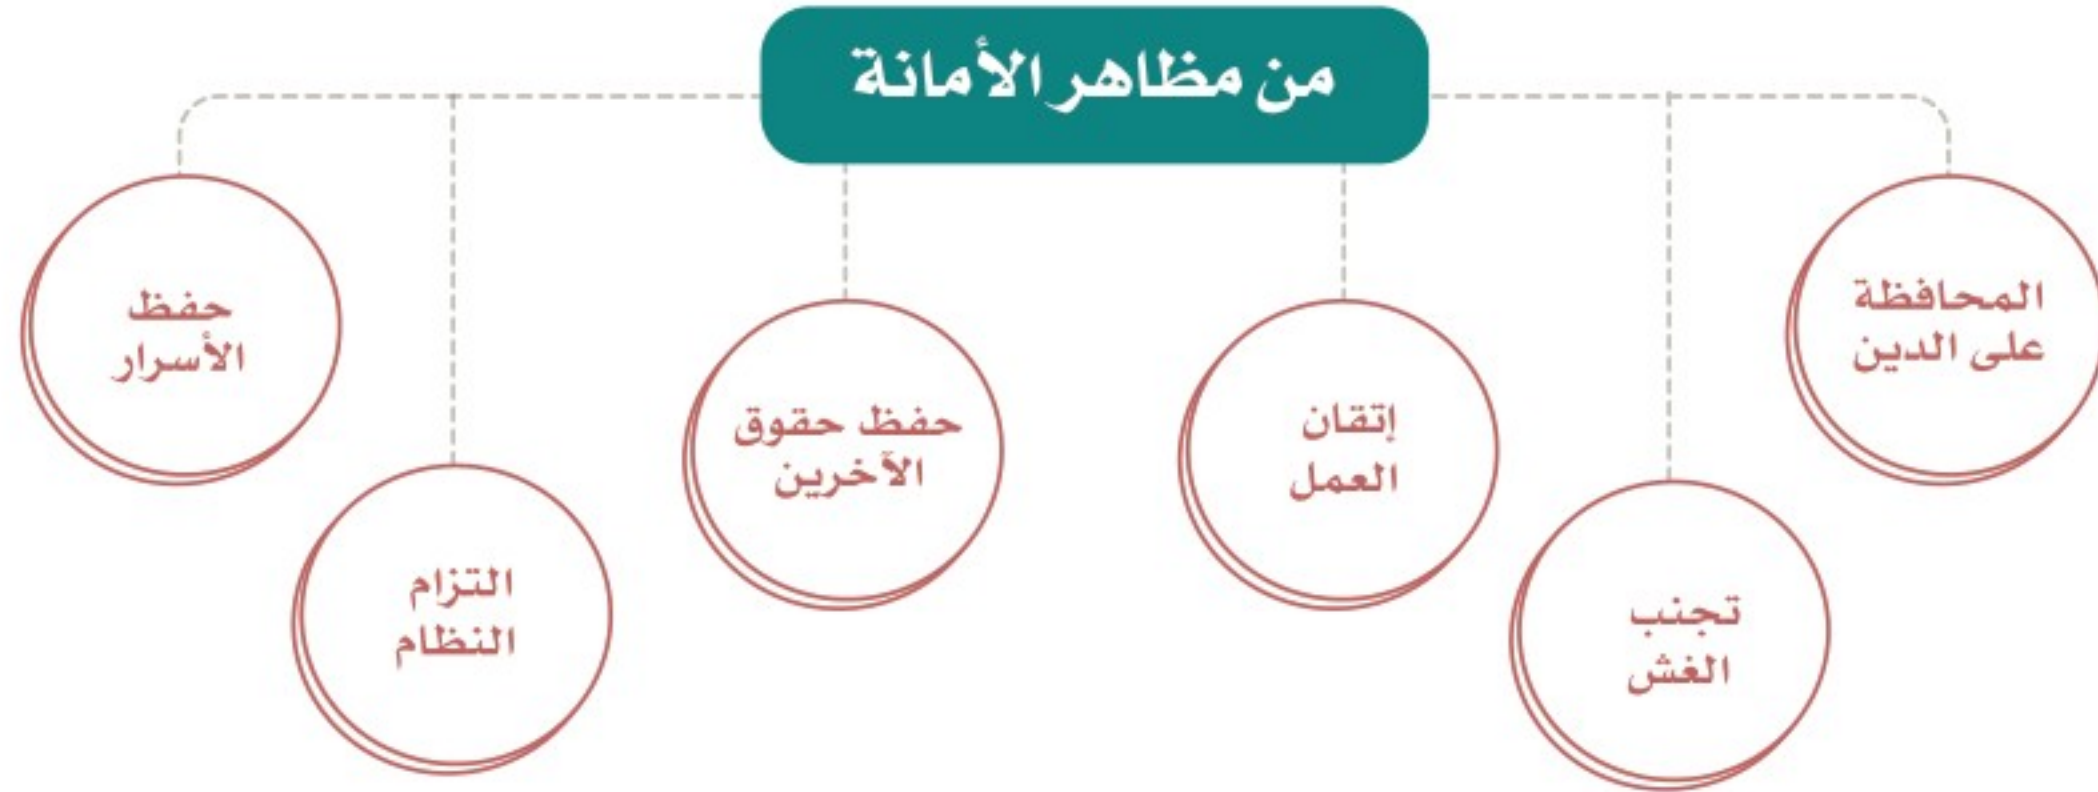 من مظاهر الأمانة
المحافظة
على الدين
تجنب
الغش
إتقان
العمل
حفظ حقوق
الآخرين
التزام
النظام
حفظ
الأسرار